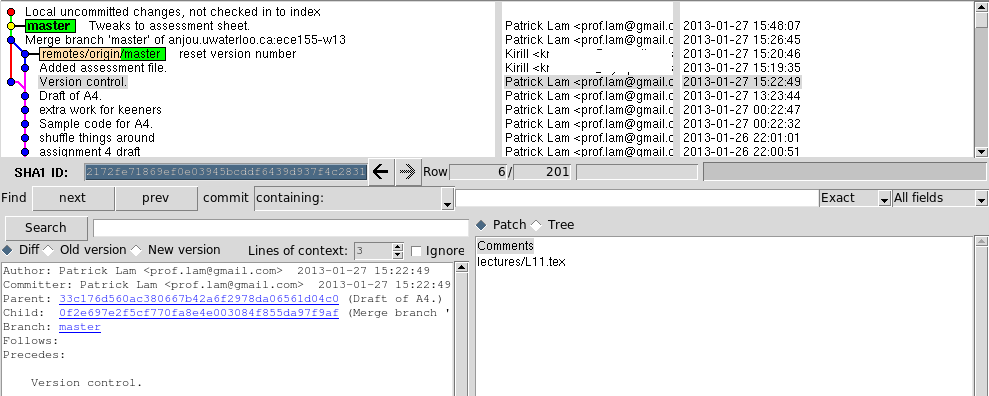 Local uncommitted changes, not checked in to index
master Tweaks to assessment sheet. Patrick Lam <prof.lam@gmail.c 2013-01-27 15:48:07
Merge branch 'master' of anjou.uwaterloo.ca:ece155-w13 Patrick Lam <prof.lam@gmail.c 2013-01-27 15:26:45
remotes/origin/master reset version number Kirill <kr 2013-01-27 15:20:46
Added assessment file. Kirill <kr 2013-01-27 15:19:35
Version control. Patrick Lam <prof.lam@gmail.c 2013-01-27 15:22:49
Draft of A4. Patrick Lam <prof.lam@gmail.c 2013-01-27 13:23:44
extra work for keeners Patrick Lam <prof.lam@gmail.c 2013-01-27 00:22:47
Sample code for A4. Patrick Lam <prof.lam@gmail.c 2013-01-27 00:22:32
shuffle things around Patrick Lam <prof.lam@gmail.c 2013-01-26 22:01:01
assignment 4 draft Patrick Lam <prof.lam@gmail.c 2013-01-26 22:00:51
SHA1 ID: 2172fe71869ef0e03945bcddf6439d937f4c2831 Row 6 / 201
Find next prev commit containing: Exact All fields
Search
Patch Tree
Diff Old version New version Lines of context: 3 Ignore
Comments
lectures/L11.tex
Author: Patrick Lam <prof.lam@gmail.com> 2013-01-27 15:22:49
Committer: Patrick Lam <prof.lam@gmail.com> 2013-01-27 15:22:49
Parent: 33c176d560ac380667b42a6f2978da06561d04c0 (Draft of A4.)
Child: 0f2e697e2f5cf770fa8e4e003084f855da97f9af (Merge branch '
Branch: master
Follows:
Precedes:
Version control.